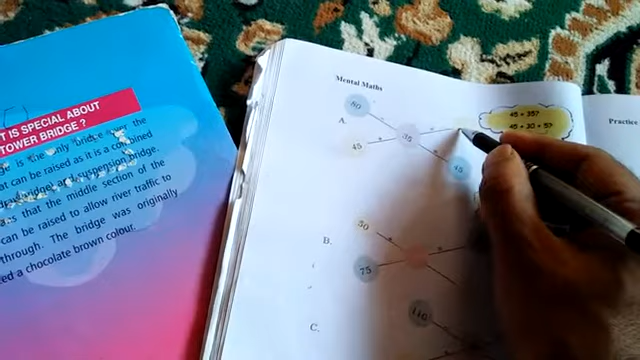 T IS SPECIAL ABOUT
TOWER BRIDGE?
ge is the only bridge over the
at can be raised as it is a combined
and suspension bridge.
that the middle section of the
can be raised to allow river traffic to
through. The bridge was originally
ed a chocolate brown colour.
Mental Maths
Practice
A.
80
45
35
45
45 + 35?
45 + 30 + 5?
B.
50
75
C.
110